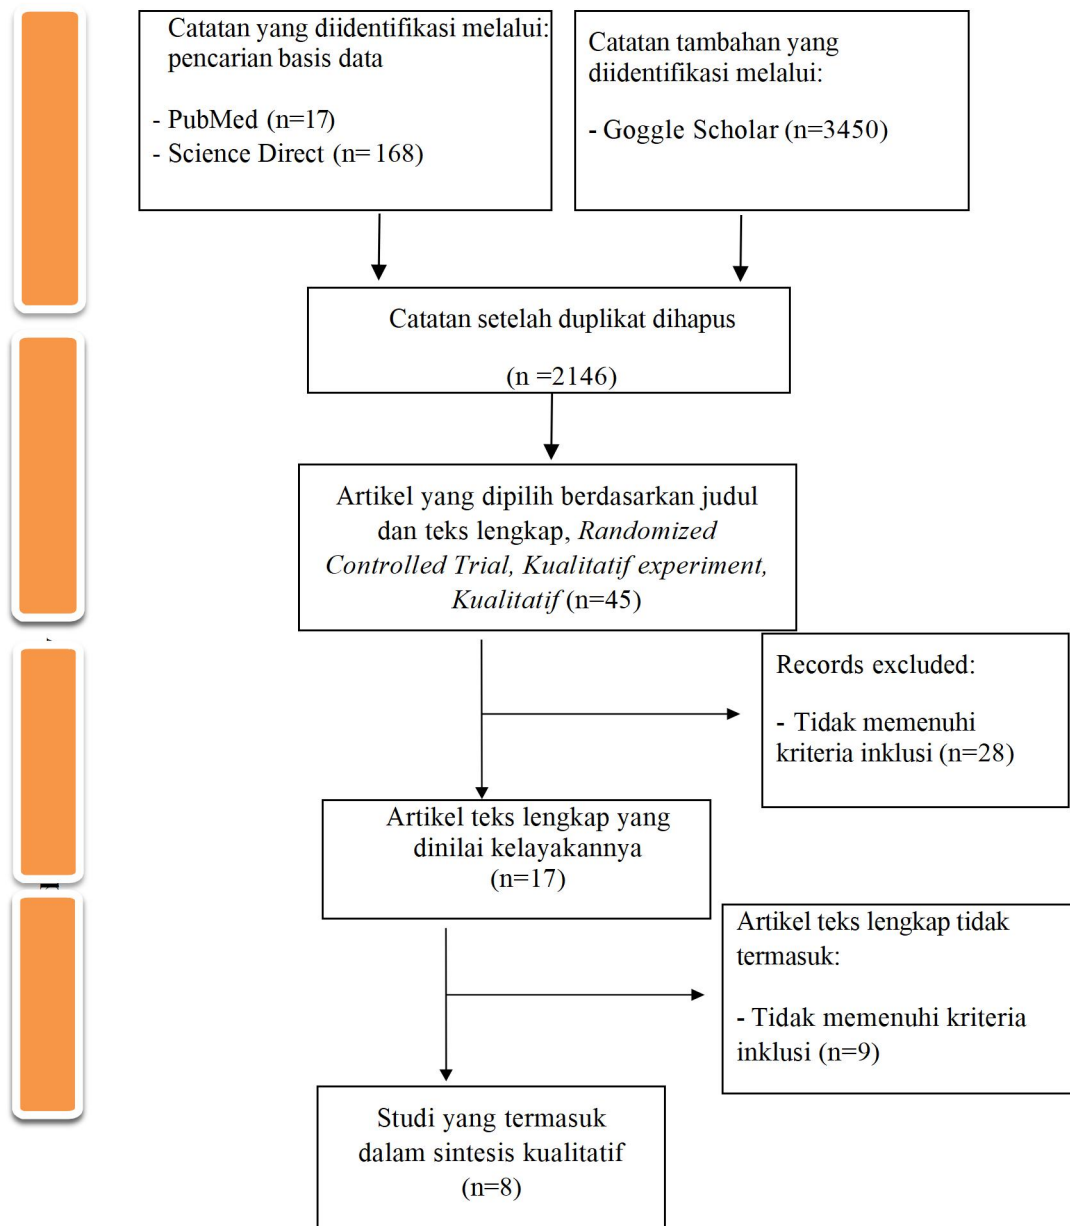 Catatan yang diidentifikasi melalui:
pencarian basis data
- PubMed (n=17)
- Science Direct (n=168)
Catatan tambahan yang
diidentifikasi melalui:
- Goggle Scholar (n=3450)
Catatan setelah duplikat dihapus
(n =2146)
Artikel yang dipilih berdasarkan judul
dan teks lengkap, Randomized
Controlled Trial, Kualitatif experiment,
Kualitatif (n=45)
Records excluded:
- Tidak memenuhi
kriteria inklusi (n=28)
Artikel teks lengkap yang
dinilai kelayakannya
(n=17)
Artikel teks lengkap tidak
termasuk:
- Tidak memenuhi kriteria
inklusi (n=9)
Studi yang termasuk
dalam sintesis kualitatif
(n=8)